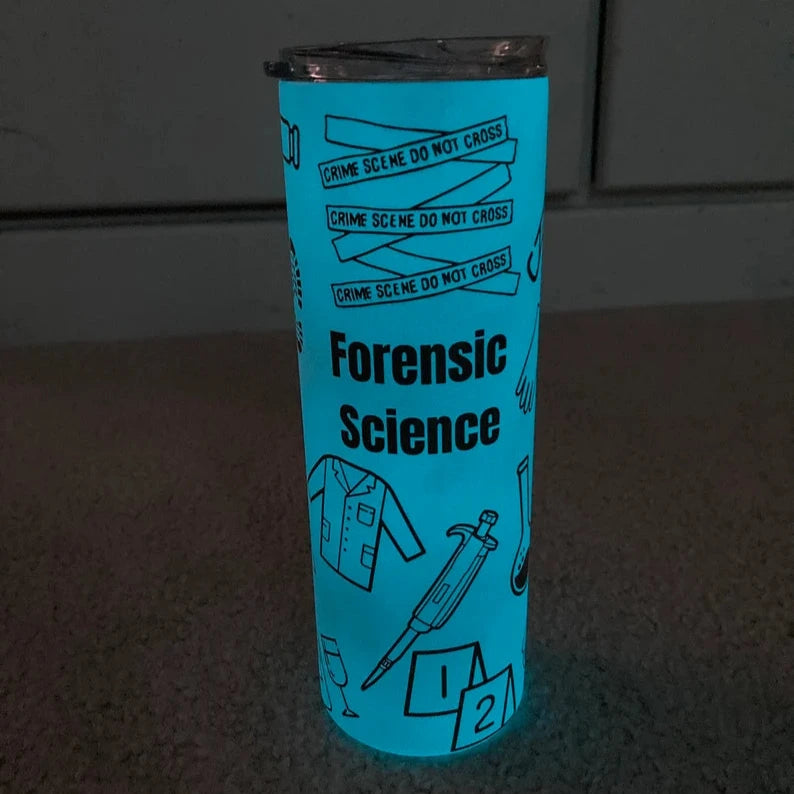 CRIME SCENE DO NOT CROSS
CRIME SCENE DO NOT CROSS
CRIME SCENE DO NOT CROSS
Forensic
Science
1
2